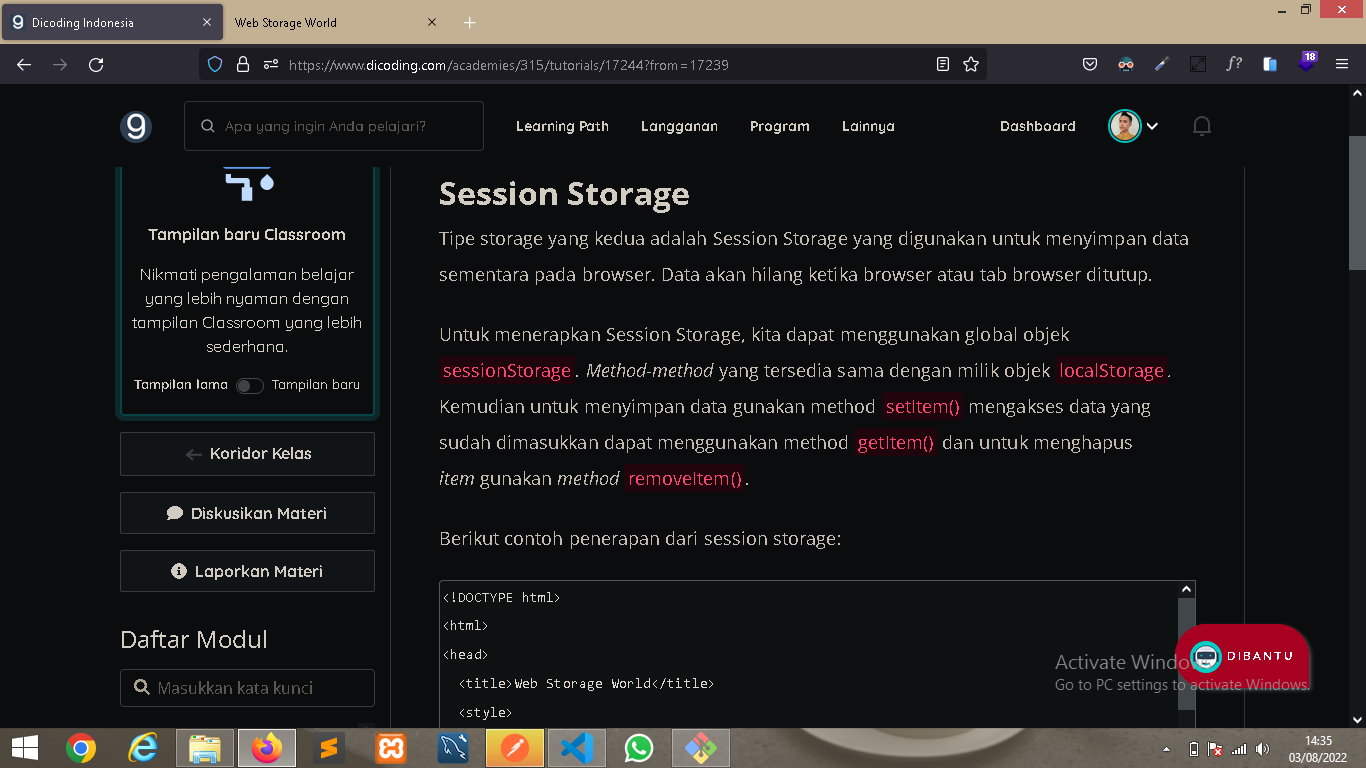 Dicoding Indonesia
Web Storage World
https://www.dicoding.com/academies/315/tutorials/17244?from=17239
18
Apa yang ingin Anda pelajari?
Learning Path
Langganan
Program
Lainnya
Dashboard
Tampilan baru Classroom
Nikmati pengalaman belajar
yang lebih nyaman dengan
tampilan Classroom yang lebih
sederhana.
Tampilan lama
Tampilan baru
Koridor Kelas
Diskusikan Materi
Laporkan Materi
Daftar Modul
Masukkan kata kunci
Session Storage
Tipe storage yang kedua adalah Session Storage yang digunakan untuk menyimpan data
sementara pada browser. Data akan hilang ketika browser atau tab browser ditutup.
Untuk menerapkan Session Storage, kita dapat menggunakan global objek
sessionStorage. Method-method yang tersedia sama dengan milik objek localStorage.
Kemudian untuk menyimpan data gunakan method setItem() mengakses data yang
sudah dimasukkan dapat menggunakan method getItem() dan untuk menghapus
item gunakan method removeItem().
Berikut contoh penerapan dari session storage:
<!DOCTYPE html>
<html>
<head>
<title>Web Storage World</title>
<style>
DIBANTU
Activate Windo
Go to PC settings to activate Windows.
14:35
03/08/2022